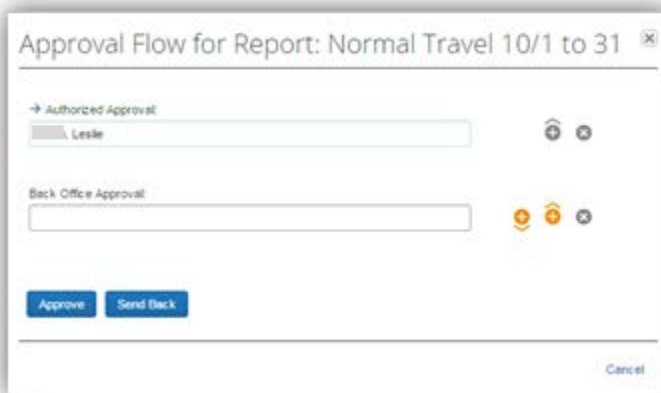 Approval Flow for Report: Normal Travel 10/1 to 31
→ Authorized Approval:
, Leslie
Back Office Approval:
Approve Send Back
Cancel